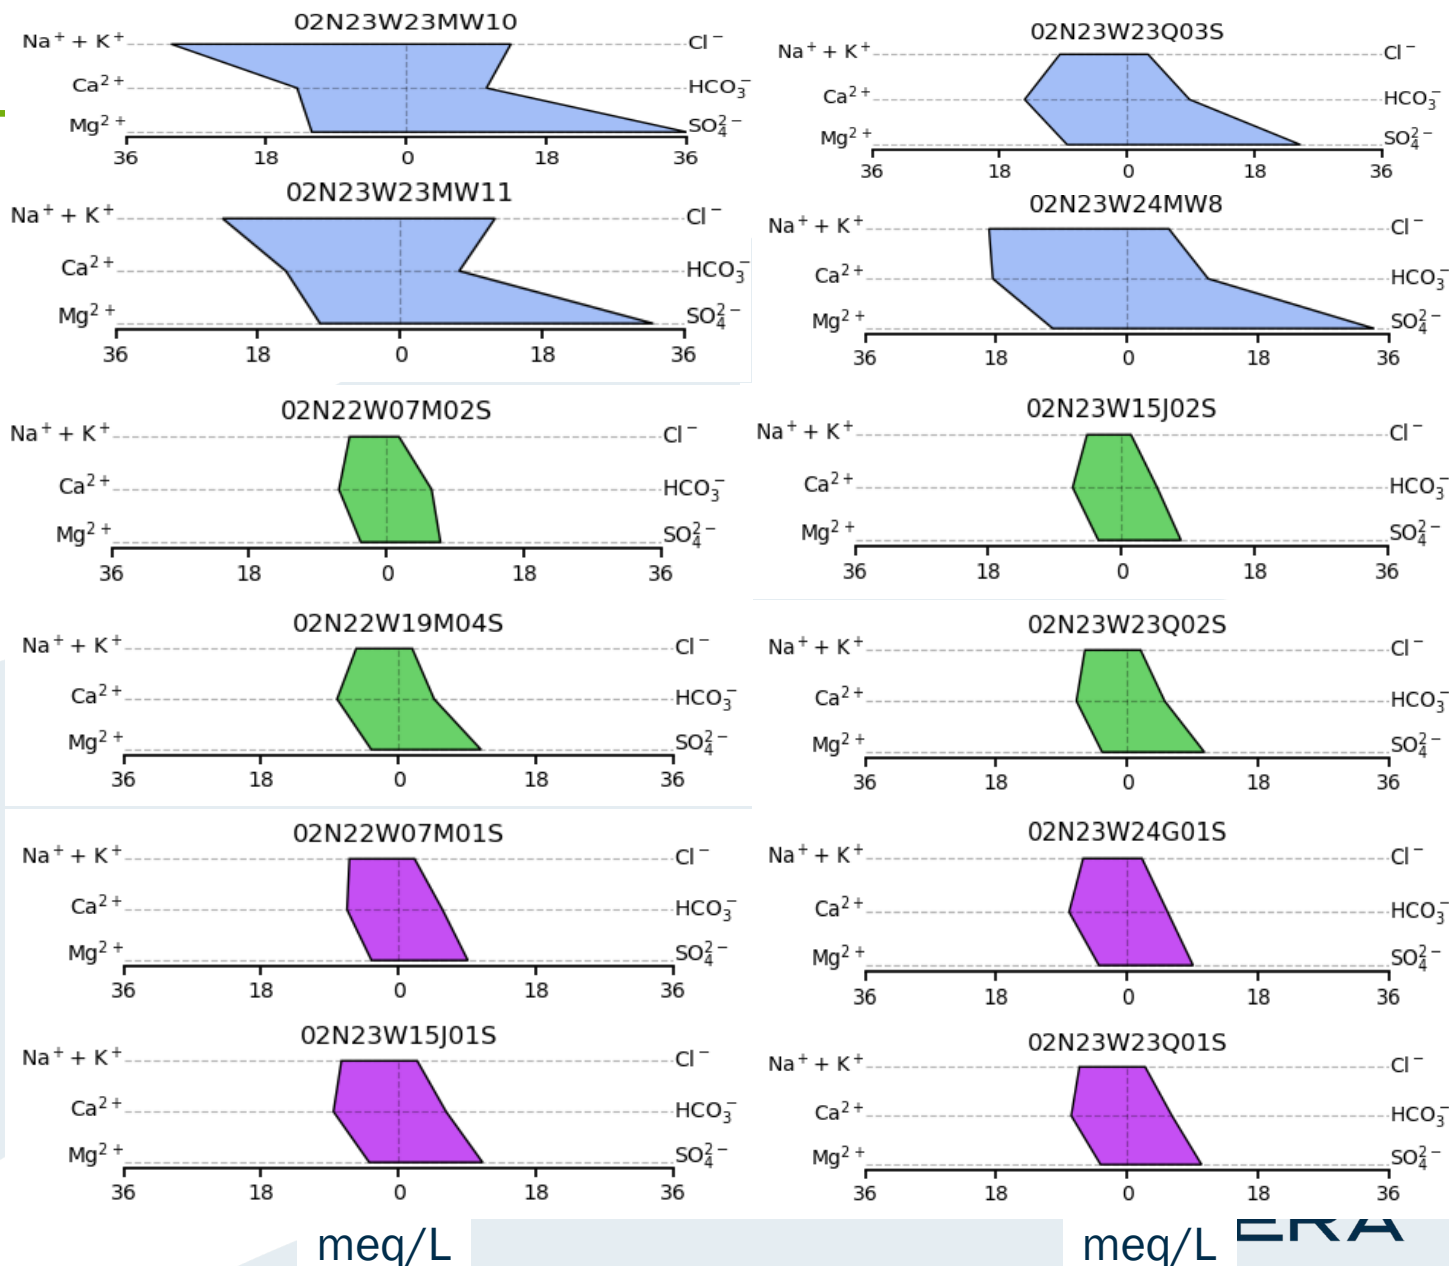 02N23W23MW10
Na⁺ + K⁺ Cl⁻
Ca²⁺ HCO₃⁻
Mg²⁺ SO₄²⁻
36 18 0 18 36
02N23W23Q03S
Na⁺ + K⁺ Cl⁻
Ca²⁺ HCO₃⁻
Mg²⁺ SO₄²⁻
36 18 0 18 36
02N23W23MW11
Na⁺ + K⁺ Cl⁻
Ca²⁺ HCO₃⁻
Mg²⁺ SO₄²⁻
36 18 0 18 36
02N23W24MW8
Na⁺ + K⁺ Cl⁻
Ca²⁺ HCO₃⁻
Mg²⁺ SO₄²⁻
36 18 0 18 36
02N22W07M02S
Na⁺ + K⁺ Cl⁻
Ca²⁺ HCO₃⁻
Mg²⁺ SO₄²⁻
36 18 0 18 36
02N23W15J02S
Na⁺ + K⁺ Cl⁻
Ca²⁺ HCO₃⁻
Mg²⁺ SO₄²⁻
36 18 0 18 36
02N22W19M04S
Na⁺ + K⁺ Cl⁻
Ca²⁺ HCO₃⁻
Mg²⁺ SO₄²⁻
36 18 0 18 36
02N23W23Q02S
Na⁺ + K⁺ Cl⁻
Ca²⁺ HCO₃⁻
Mg²⁺ SO₄²⁻
36 18 0 18 36
02N22W07M01S
Na⁺ + K⁺ Cl⁻
Ca²⁺ HCO₃⁻
Mg²⁺ SO₄²⁻
36 18 0 18 36
02N23W24G01S
Na⁺ + K⁺ Cl⁻
Ca²⁺ HCO₃⁻
Mg²⁺ SO₄²⁻
36 18 0 18 36
02N23W15J01S
Na⁺ + K⁺ Cl⁻
Ca²⁺ HCO₃⁻
Mg²⁺ SO₄²⁻
36 18 0 18 36
02N23W23Q01S
Na⁺ + K⁺ Cl⁻
Ca²⁺ HCO₃⁻
Mg²⁺ SO₄²⁻
36 18 0 18 36
meq/L
meq/L